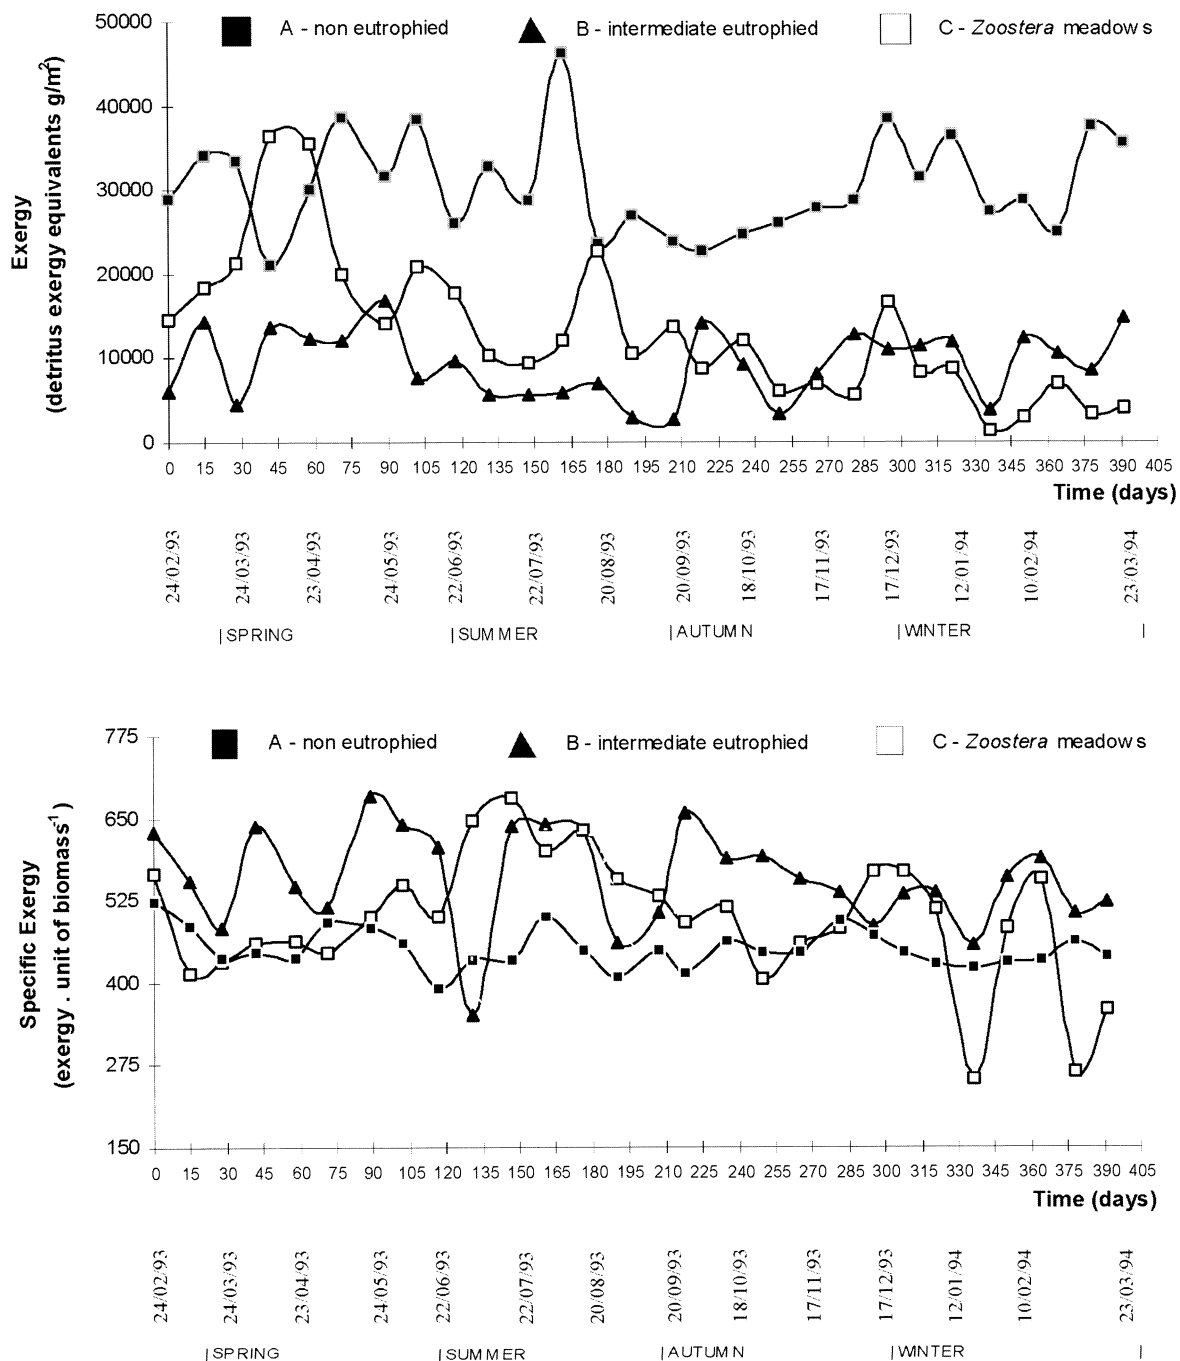 50000
40000
30000
20000
10000
0
Exergy
(detritus exergy equivalents g/m²)
A - non eutrophied
B - intermediate eutrophied
C - Zoostera meadows
0 15 30 45 60 75 90 105 120 135 150 165 180 195 210 225 240 255 270 285 300 315 330 345 360 375 390 405
Time (days)
24/02/93 24/03/93 23/04/93 24/05/93 22/06/93 22/07/93 20/08/93 20/09/93 18/10/93 17/11/93 17/12/93 12/01/94 10/02/94 23/03/94
|SPRING |SUMMER |AUTUMN |WINTER |
775
650
525
400
275
150
Specific Exergy
(exergy . unit of biomass⁻¹ )
A - non eutrophied
B - intermediate eutrophied
C - Zoostera meadows
0 15 30 45 60 75 90 105 120 135 150 165 180 195 210 225 240 255 270 285 300 315 330 345 360 375 390 405
Time (days)
24/02/93 24/03/93 23/04/93 24/05/93 22/06/93 22/07/93 20/08/93 20/09/93 18/10/93 17/11/93 17/12/93 12/01/94 10/02/94 23/03/94
|SPRING |SUMMER |AUTUMN |WINTER |